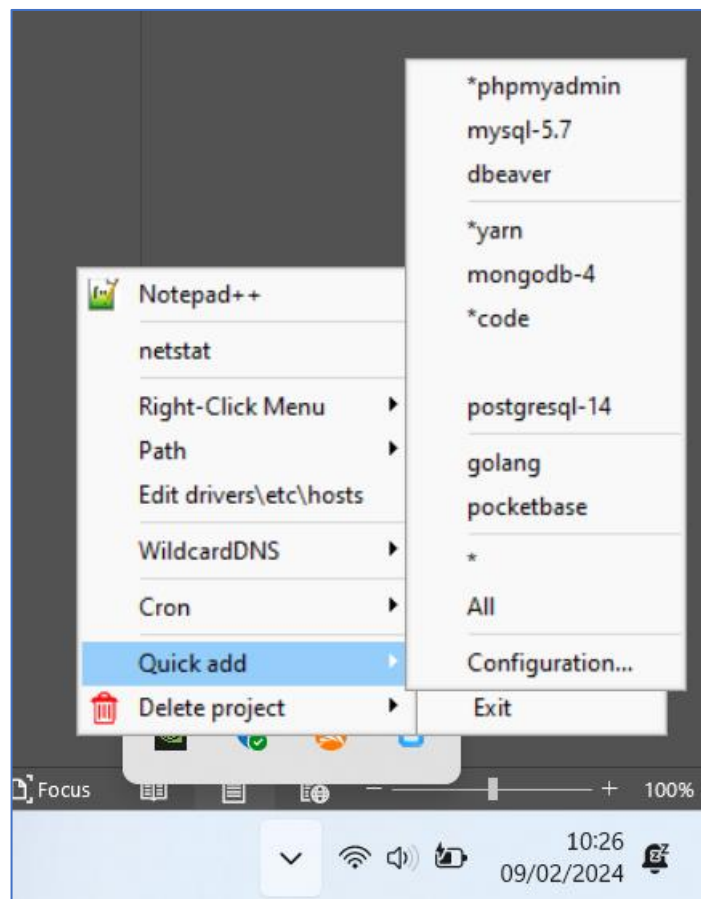 *phpmyadmin
mysql-5.7
dbeaver
*yarn
mongodb-4
*code
postgresql-14
golang
pocketbase
*
All
Configuration...
Exit
Notepad++
netstat
Right-Click Menu
Path
Edit drivers\etc\hosts
WildcardDNS
Cron
Quick add
Delete project
Focus
100%
10:26
09/02/2024